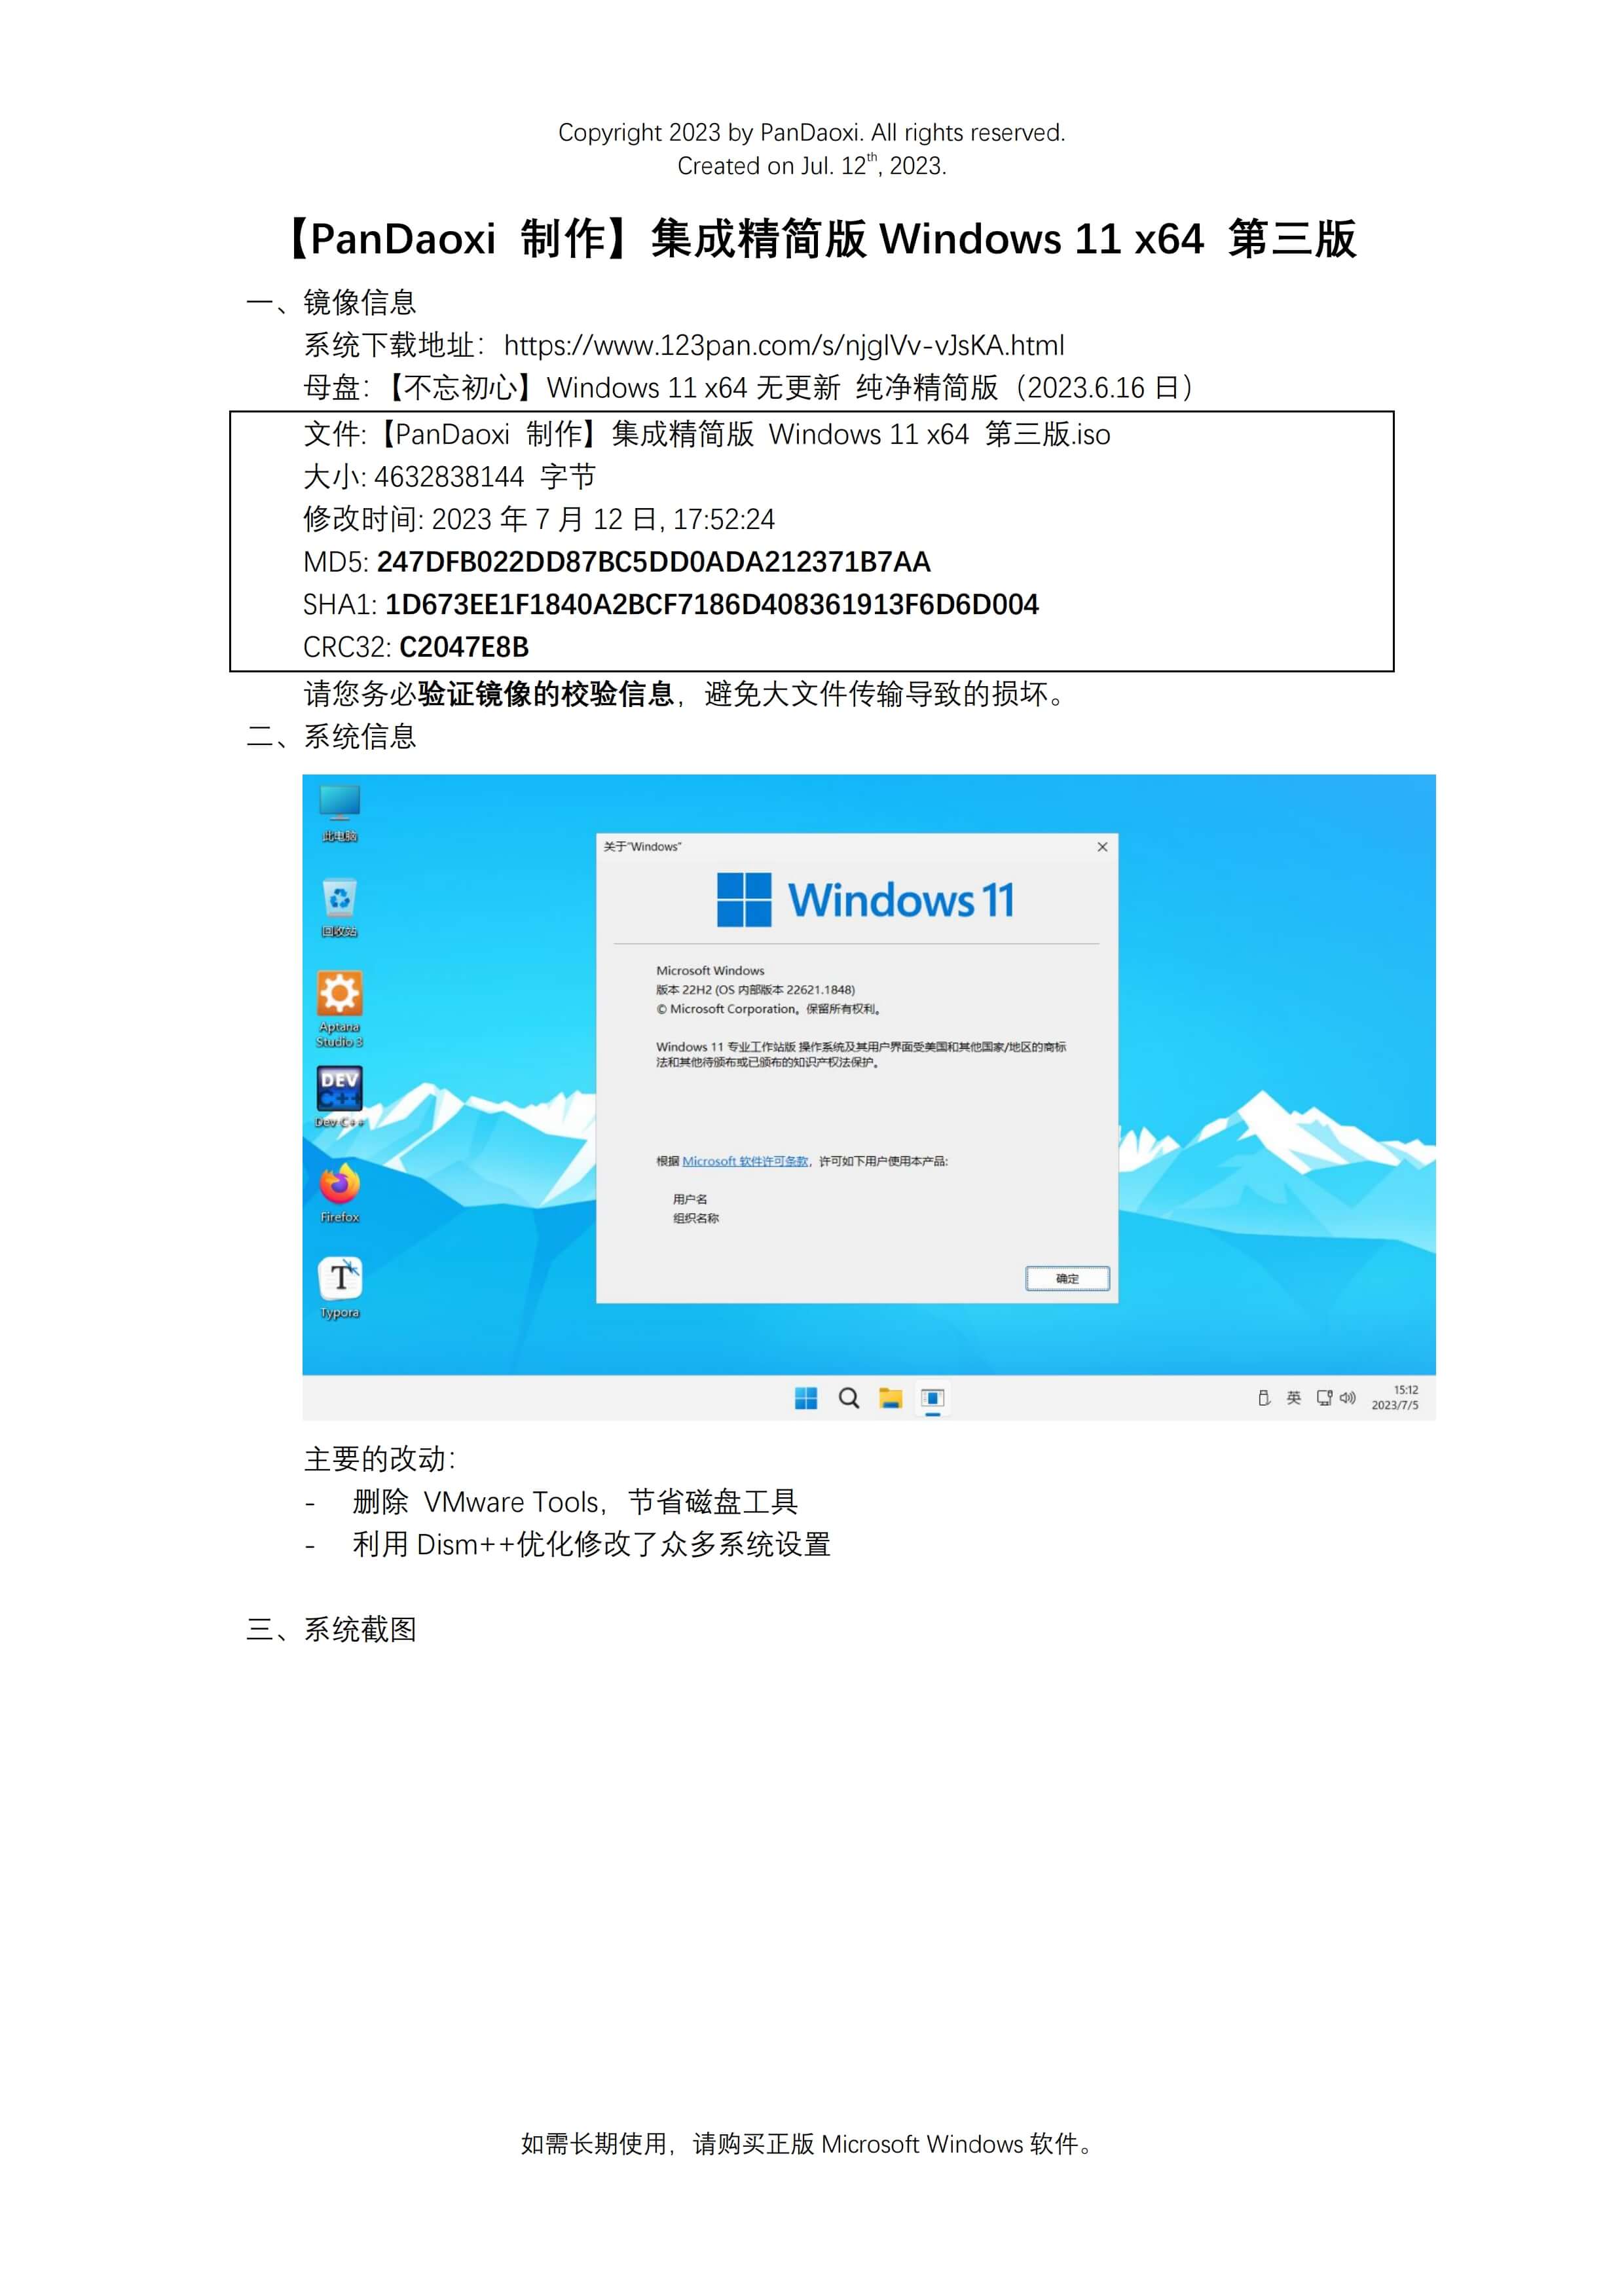 Copyright 2023 by PanDaoxi. All rights reserved.
Created on Jul. 12th, 2023.
【PanDaoxi 制作】集成精简版 Windows 11 x64 第三版
一、镜像信息
系统下载地址：https://www.123pan.com/s/njglVv-vJsKA.html
母盘：【不忘初心】Windows 11 x64 无更新 纯净精简版（2023.6.16 日）
文件:【PanDaoxi 制作】集成精简版 Windows 11 x64 第三版.iso
大小: 4632838144 字节
修改时间: 2023 年 7 月 12 日, 17:52:24
MD5: 247DFB022DD87BC5DD0ADA212371B7AA
SHA1: 1D673EE1F1840A2BCF7186D408361913F6D6D004
CRC32: C2047E8B
请您务必验证镜像的校验信息，避免大文件传输导致的损坏。
二、系统信息
此电脑
回收站
Aptana
Studio 3
DEV
C++
Dev C++
Firefox
T
Typora
关于"Windows"
Windows 11
Microsoft Windows
版本 22H2 (OS 内部版本 22621.1848)
© Microsoft Corporation。保留所有权利。
Windows 11 专业工作站版 操作系统及其用户界面受美国和其他国家/地区的商标
法和其他待颁布或已颁布的知识产权法保护。
根据 Microsoft 软件许可条款，许可如下用户使用本产品:
用户名
组织名称
确定
英
15:12
2023/7/5
主要的改动：
- 删除 VMware Tools，节省磁盘工具
- 利用 Dism++优化修改了众多系统设置
三、系统截图
如需长期使用，请购买正版 Microsoft Windows 软件。